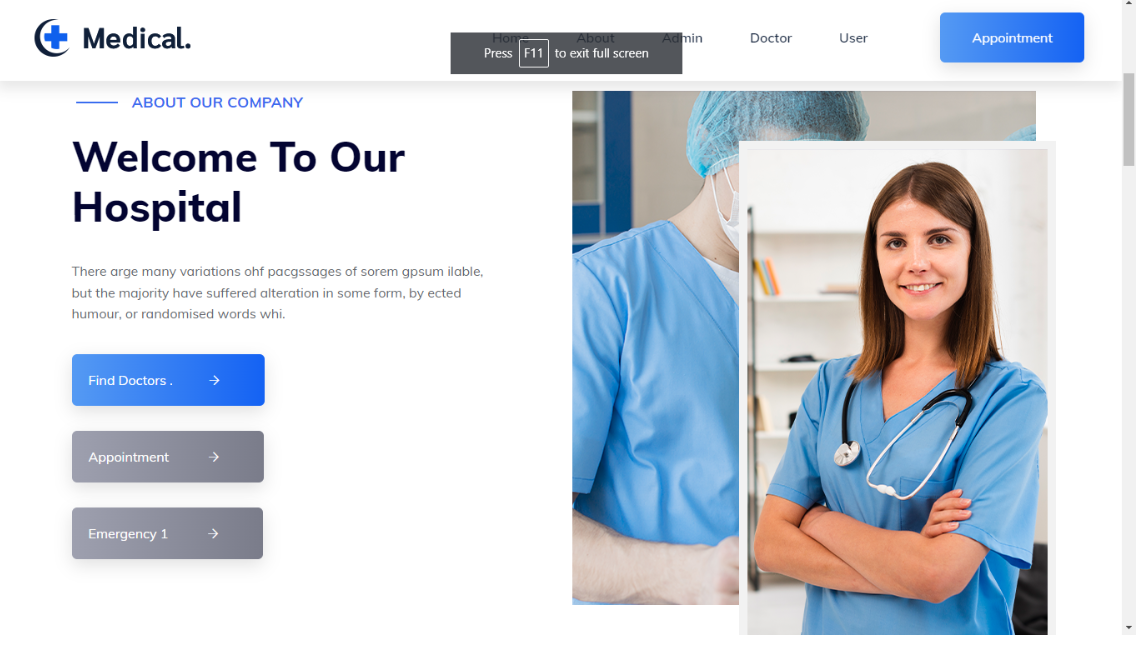 Medical.
Home About Admin Doctor User
Appointment
Press F11 to exit full screen
ABOUT OUR COMPANY
Welcome To Our
Hospital
There arge many variations ohf pacgssages of sorem gpsum ilable,
but the majority have suffered alteration in some form, by ected
humour, or randomised words whi.
Find Doctors .
Appointment
Emergency 1